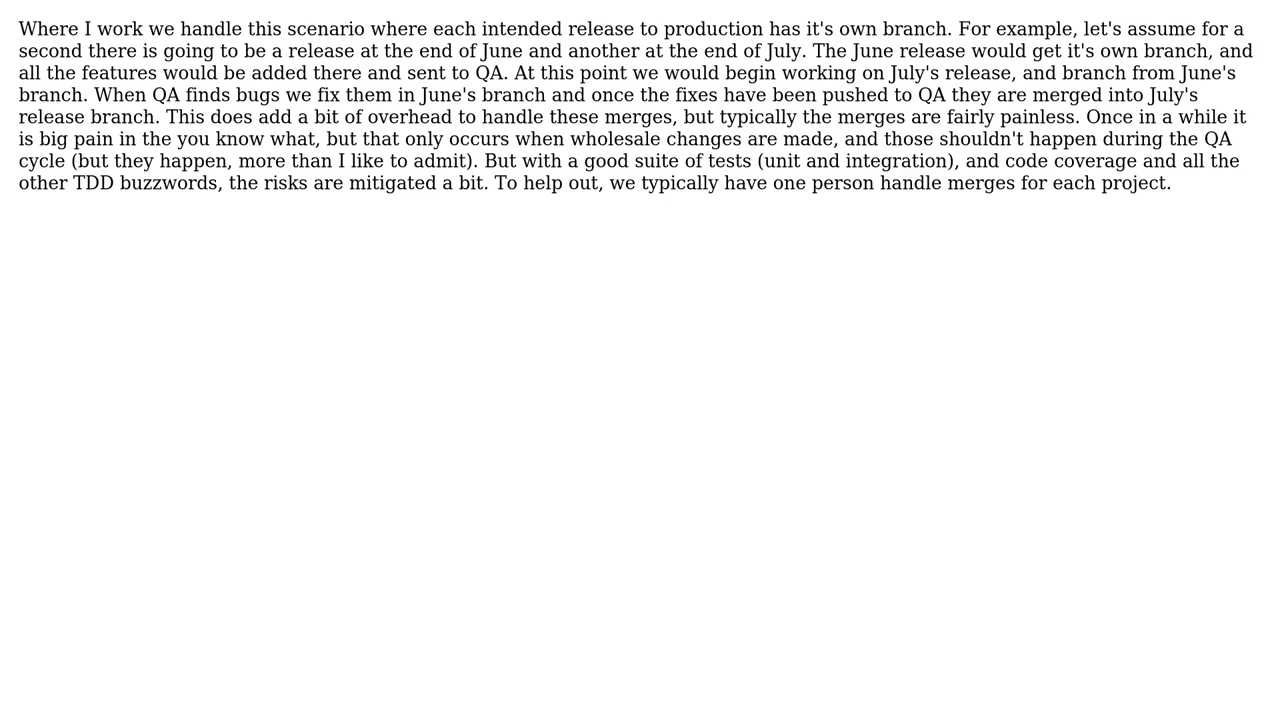 Where I work we handle this scenario where each intended release to production has it's own branch. For example, let's assume for a
second there is going to be a release at the end of June and another at the end of July. The June release would get it's own branch, and
all the features would be added there and sent to QA. At this point we would begin working on July's release, and branch from June's
branch. When QA finds bugs we fix them in June's branch and once the fixes have been pushed to QA they are merged into July's
release branch. This does add a bit of overhead to handle these merges, but typically the merges are fairly painless. Once in a while it
is big pain in the you know what, but that only occurs when wholesale changes are made, and those shouldn't happen during the QA
cycle (but they happen, more than I like to admit). But with a good suite of tests (unit and integration), and code coverage and all the
other TDD buzzwords, the risks are mitigated a bit. To help out, we typically have one person handle merges for each project.